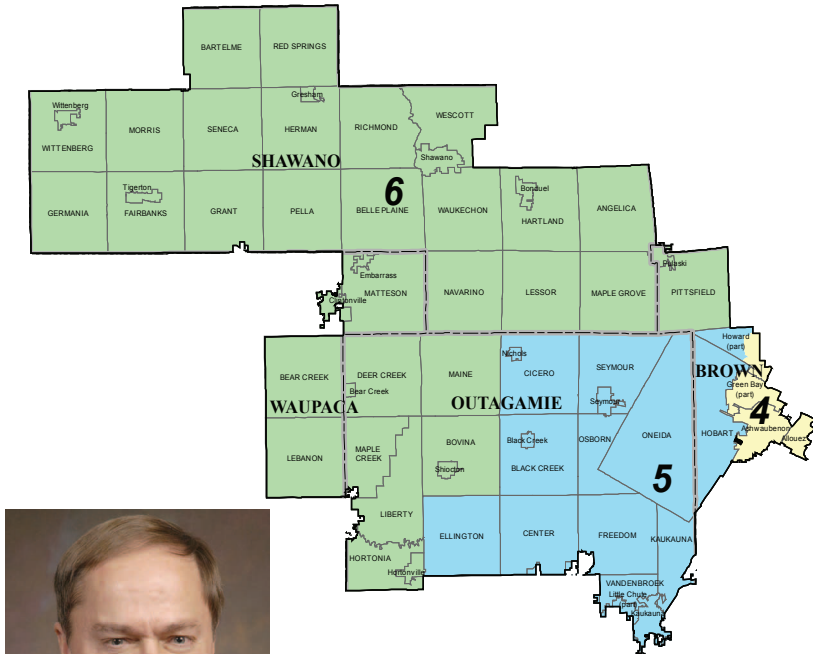 BARTELME
RED SPRINGS
Wittenberg
Gresham
WITTENBERG
MORRIS
SENECA
HERMAN
RICHMOND
WESCOTT
Shawano
SHAWANO
6
GERMANIA
Tigerton
FAIRBANKS
GRANT
PELLA
BELLE PLAINE
WAUKECHON
Bonduel
HARTLAND
ANGELICA
Embarrass
Clintonville
MATTESON
NAVARINO
LESSOR
MAPLE GROVE
Pulaski
PITTSFIELD
BEAR CREEK
DEER CREEK
Bear Creek
MAINE
Nichols
CICERO
SEYMOUR
Seymour
Howard
(part)
BROWN
Green Bay
(part)
4
Ashwaubenon
Allouez
WAUPACA
OUTAGAMIE
LEBANON
MAPLE
CREEK
BOVINA
Shiocton
Black Creek
BLACK CREEK
OSBORN
ONEIDA
HOBART
5
LIBERTY
HORTONIA
Hortonville
ELLINGTON
CENTER
FREEDOM
KAUKAUNA
VANDENBROEK
Little Chute
(part)
Kaukauna